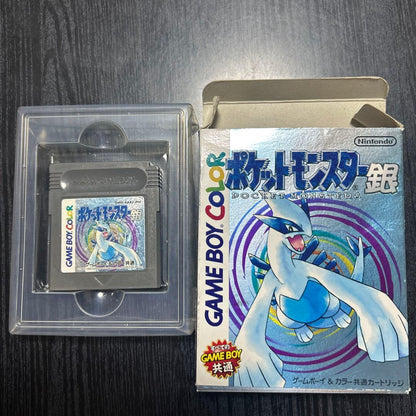 GAME BOY COLOR
ポケットモンスター銀
共通
Nintendo
GAME BOY COLOR
ポケットモンスター銀
POCKET MONSTERS
GAME BOY
共通
ゲームボーイ&カラー共通カートリッジ